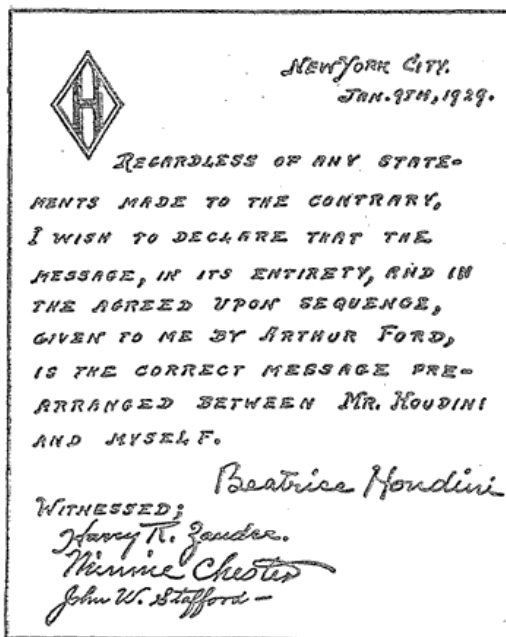 H
NEW YORK CITY.
JAN. 9TH, 1929.
REGARDLESS OF ANY STATE-
MENTS MADE TO THE CONTRARY,
I WISH TO DECLARE THAT THE
MESSAGE, IN ITS ENTIRETY, AND IN
THE AGREED UPON SEQUENCE,
GIVEN TO ME BY ARTHUR FORD,
IS THE CORRECT MESSAGE PRE-
ARRANGED BETWEEN MR. HOUDINI
AND MYSELF.
Beatrice Houdini
WITNESSED;
Harry R. Zander.
Minnie Chester
John W. Stafford-